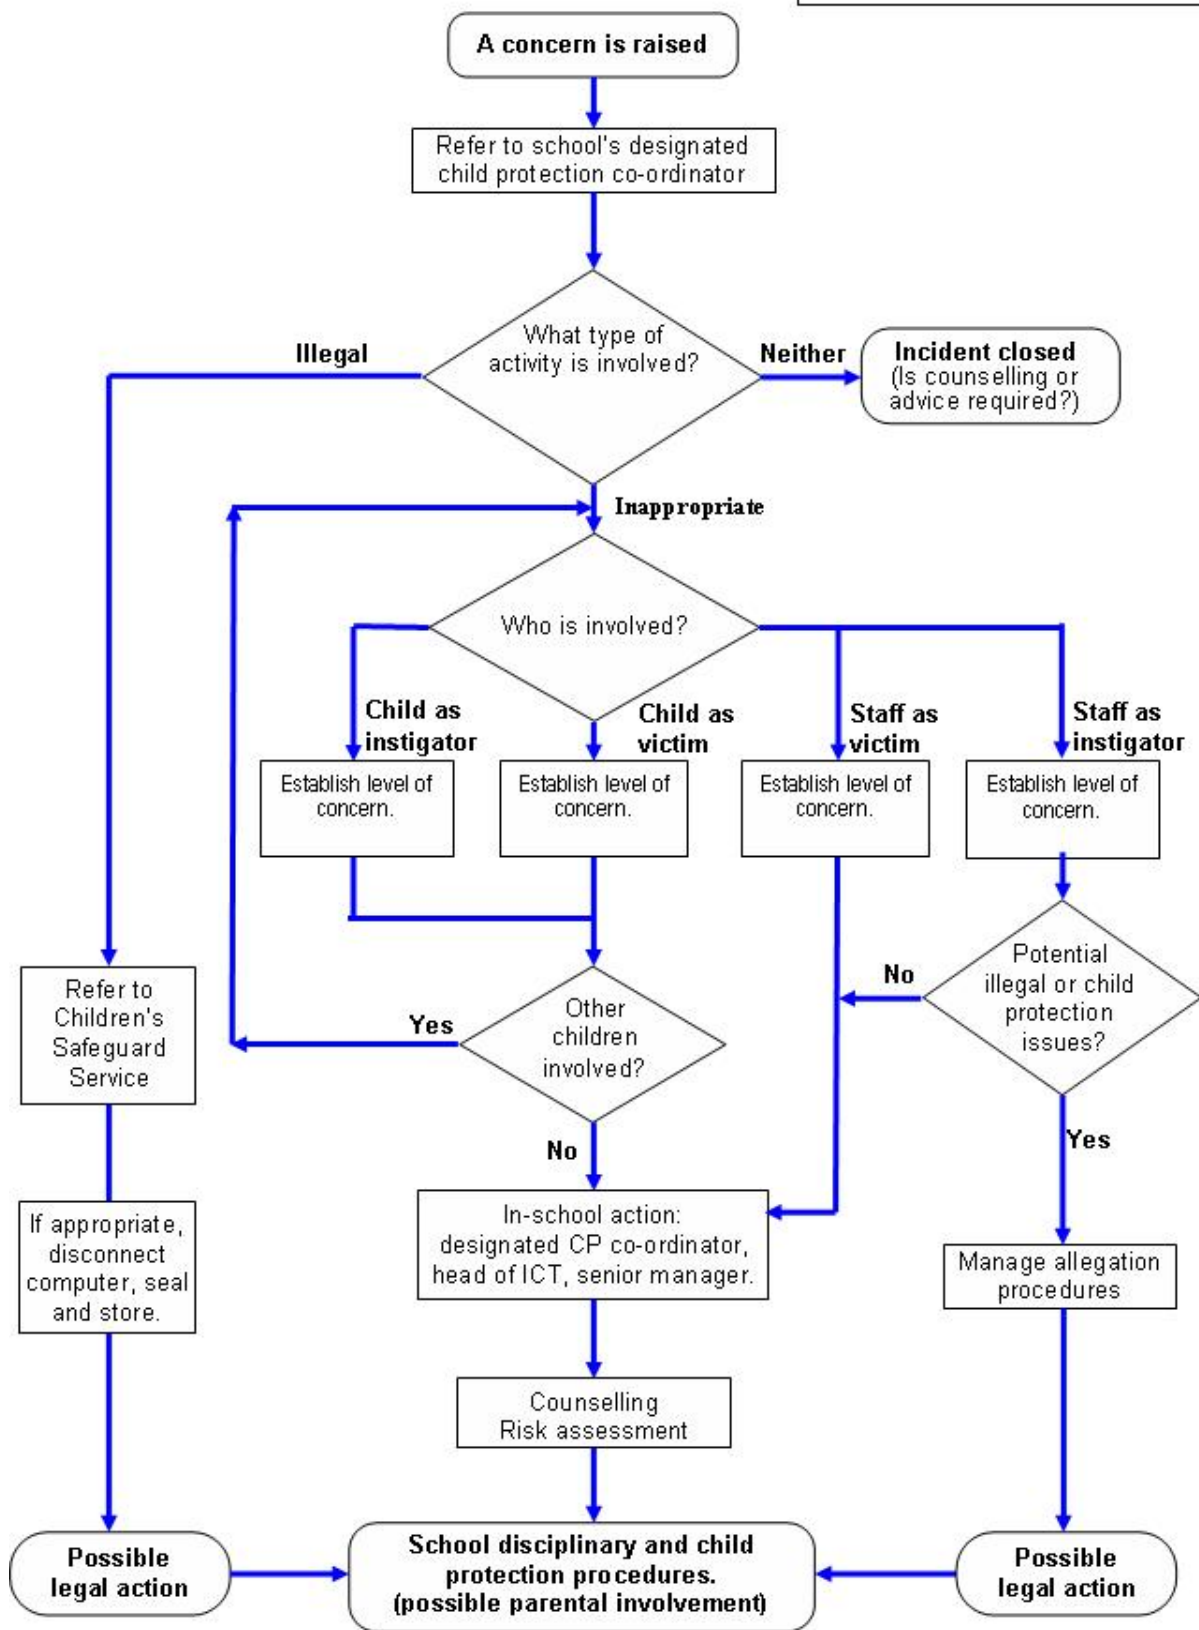 A concern is raised
Refer to school's designated
child protection co-ordinator
What type of
activity is involved?
Illegal
Neither
Incident closed
(Is counselling or
advice required?)
Inappropriate
Who is involved?
Child as
instigator
Child as
victim
Staff as
victim
Staff as
instigator
Establish level of
concern.
Establish level of
concern.
Establish level of
concern.
Establish level of
concern.
Potential
illegal or child
protection
issues?
No
Refer to
Children's
Safeguard
Service
Yes
Other
children
involved?
Yes
No
In-school action:
designated CP co-ordinator,
head of ICT, senior manager.
If appropriate,
disconnect
computer, seal
and store.
Manage allegation
procedures
Counselling
Risk assessment
Possible
legal action
School disciplinary and child
protection procedures.
(possible parental involvement)
Possible
legal action